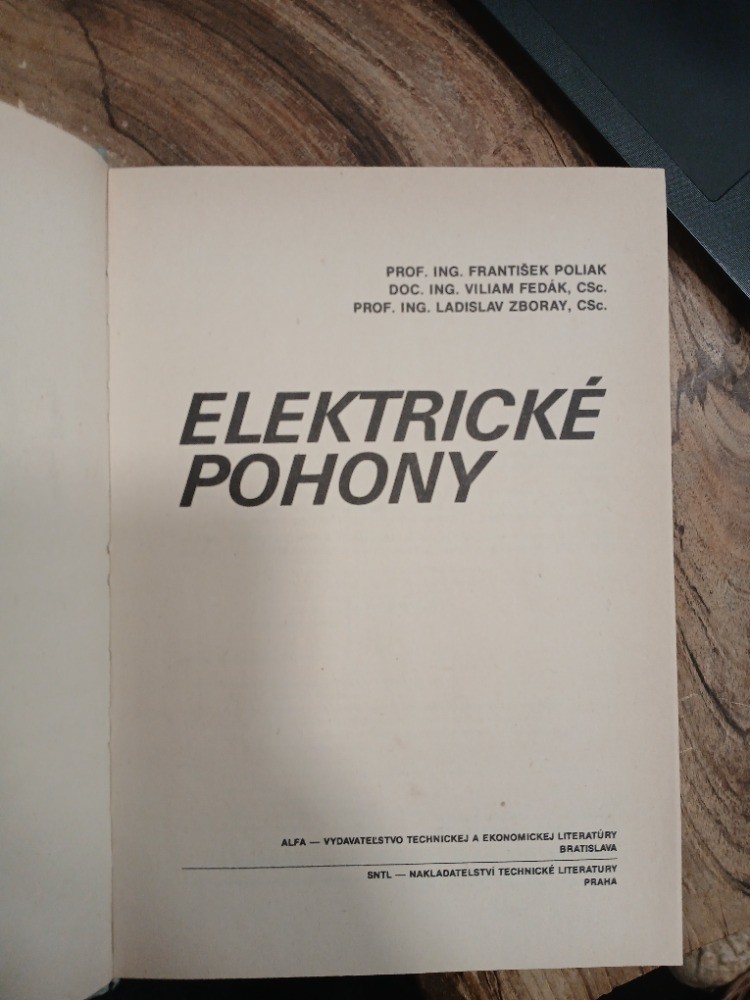 PROF. ING. FRANTIŠEK POLIAK
DOC. ING. VILIAM FEDÁK, CSc.
PROF. ING. LADISLAV ZBORAY, CSc.
ELEKTRICKÉ
POHONY
ALFA — VYDAVATEĽSTVO TECHNICKEJ A EKONOMICKEJ LITERATÚRY
BRATISLAVA
SNTL — NAKLADATELSTVÍ TECHNICKÉ LITERATURY
PRAHA